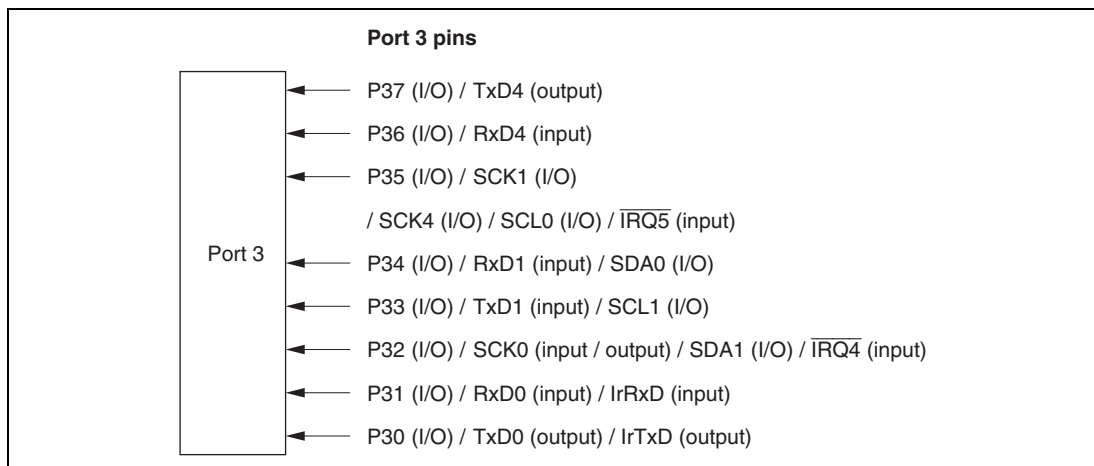 Port 3 pins
P37 (I/O) / TxD4 (output)
P36 (I/O) / RxD4 (input)
P35 (I/O) / SCK1 (I/O)
/ SCK4 (I/O) / SCL0 (I/O) / I̅R̅Q̅5̅ (input)
Port 3
P34 (I/O) / RxD1 (input) / SDA0 (I/O)
P33 (I/O) / TxD1 (input) / SCL1 (I/O)
P32 (I/O) / SCK0 (input / output) / SDA1 (I/O) / I̅R̅Q̅4̅ (input)
P31 (I/O) / RxD0 (input) / IrRxD (input)
P30 (I/O) / TxD0 (output) / IrTxD (output)